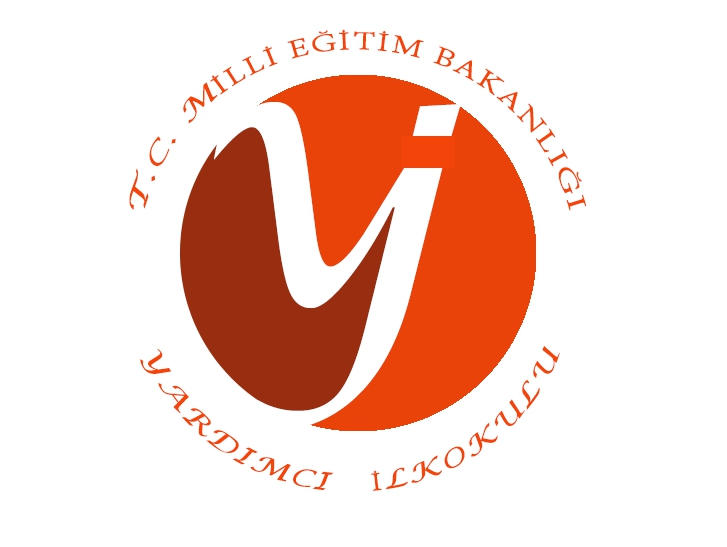 T.C. MİLLİ EĞİTİM BAKANLIĞI
YARDIMCI İLKOKULU